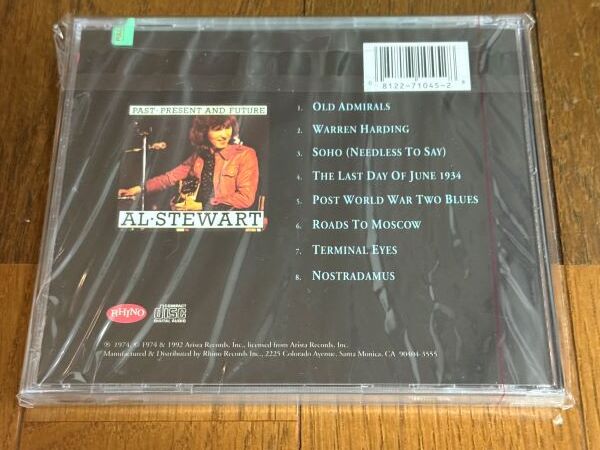 PAST, PRESENT AND FUTURE
AL STEWART
0
8122-71045-2
1. OLD ADMIRALS
2. WARREN HARDING
3. SOHO (NEEDLESS TO SAY)
4. THE LAST DAY OF JUNE 1934
5. POST WORLD WAR TWO BLUES
6. ROADS TO MOSCOW
7. TERMINAL EYES
8. NOSTRADAMUS
RHINO
COMPACT
disc
DIGITAL AUDIO
℗ 1974, © 1974 & 1992 Arista Records, Inc., licensed from Arista Records, Inc.
Manufactured & Distributed by Rhino Records Inc., 2225 Colorado Avenue, Santa Monica, CA 90404-3555